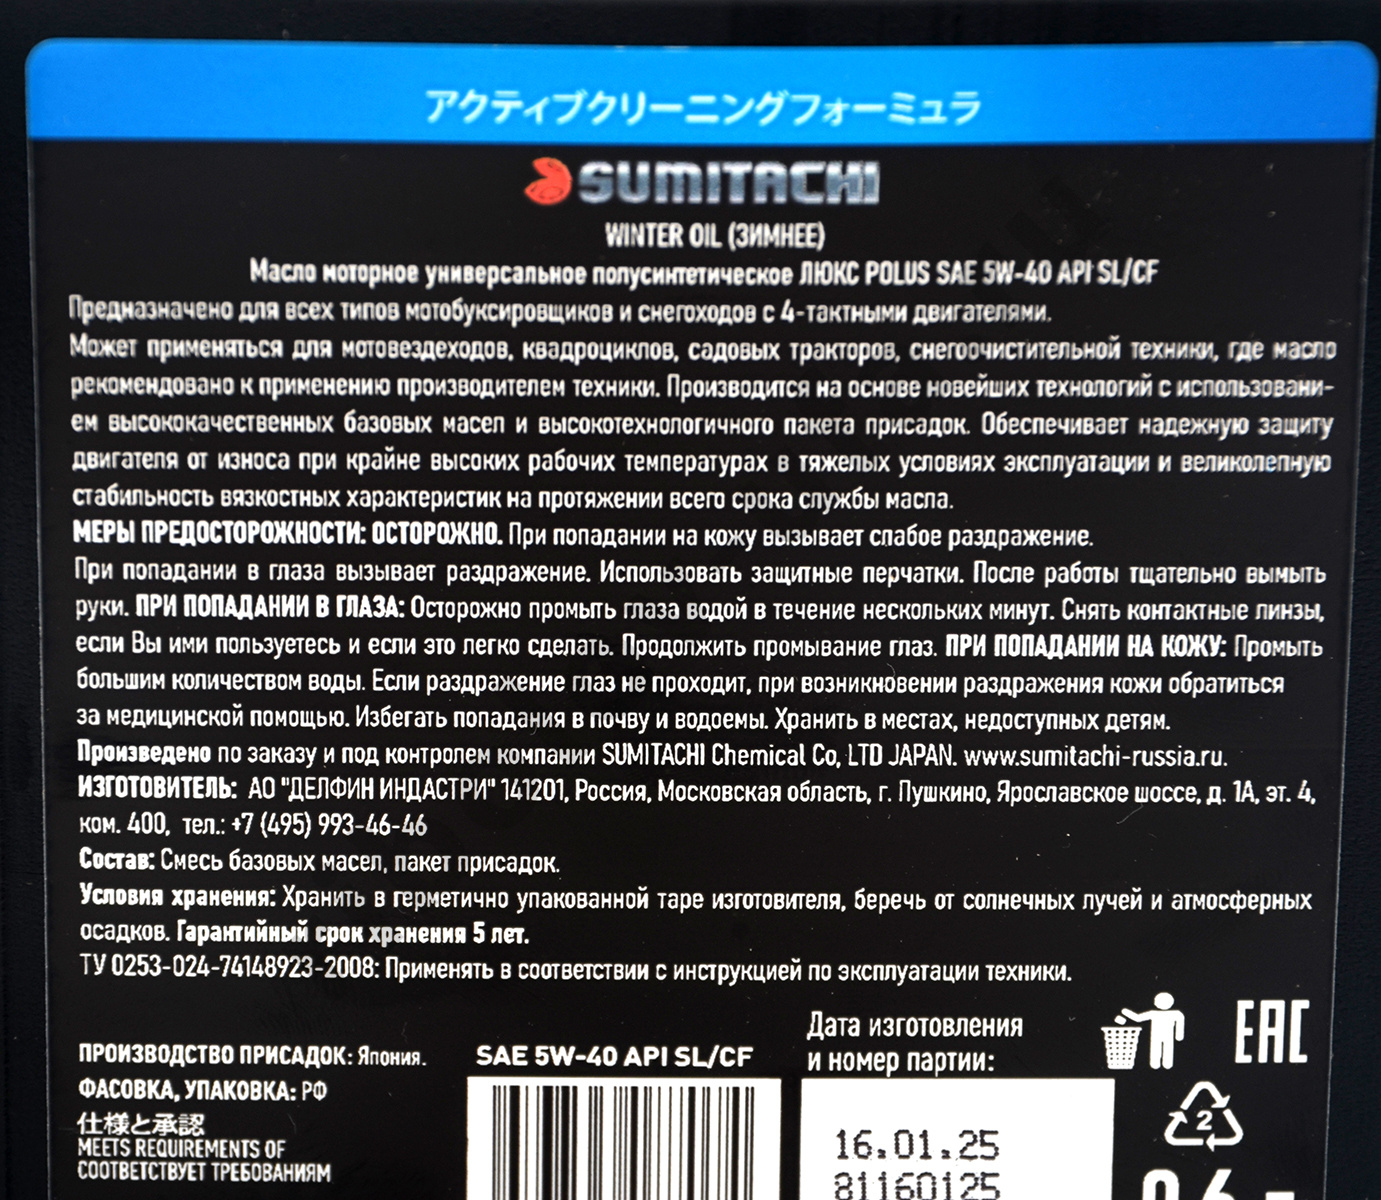 アクティブクリーニングフォーミュラ
SUMITACHI
WINTER OIL (ЗИМНЕЕ)
Масло моторное универсальное полусинтетическое ЛЮКС POLUS SAE 5W-40 API SL/CF
Предназначено для всех типов мотобуксировщиков и снегоходов с 4-тактными двигателями.
Может применяться для мотовездеходов, квадроциклов, садовых тракторов, снегоочистительной техники, где масло
рекомендовано к применению производителем техники. Производится на основе новейших технологий с использовани-
ем высококачественных базовых масел и высокотехнологичного пакета присадок. Обеспечивает надежную защиту
двигателя от износа при крайне высоких рабочих температурах в тяжелых условиях эксплуатации и великолепную
стабильность вязкостных характеристик на протяжении всего срока службы масла.
МЕРЫ ПРЕДОСТОРОЖНОСТИ: ОСТОРОЖНО. При попадании на кожу вызывает слабое раздражение.
При попадании в глаза вызывает раздражение. Использовать защитные перчатки. После работы тщательно вымыть
руки. ПРИ ПОПАДАНИИ В ГЛАЗА: Осторожно промыть глаза водой в течение нескольких минут. Снять контактные линзы,
если Вы ими пользуетесь и если это легко сделать. Продолжить промывание глаз. ПРИ ПОПАДАНИИ НА КОЖУ: Промыть
большим количеством воды. Если раздражение глаз не проходит, при возникновении раздражения кожи обратиться
за медицинской помощью. Избегать попадания в почву и водоемы. Хранить в местах, недоступных детям.
Произведено по заказу и под контролем компании SUMITACHI Chemical Co, LTD JAPAN. www.sumitachi-russia.ru.
ИЗГОТОВИТЕЛЬ: АО "ДЕЛФИН ИНДАСТРИ" 141201, Россия, Московская область, г. Пушкино, Ярославское шоссе, д. 1А, эт. 4,
ком. 400, тел.: +7 (495) 993-46-46
Состав: Смесь базовых масел, пакет присадок.
Условия хранения: Хранить в герметично упакованной таре изготовителя, беречь от солнечных лучей и атмосферных
осадков. Гарантийный срок хранения 5 лет.
ТУ 0253-024-74148923-2008: Применять в соответствии с инструкцией по эксплуатации техники.
Дата изготовления
и номер партии:
EAC
ПРОИЗВОДСТВО ПРИСАДОК: Япония.
SAE 5W-40 API SL/CF
ФАСОВКА, УПАКОВКА: РФ
仕様と承認
MEETS REQUIREMENTS OF
СООТВЕТСТВУЕТ ТРЕБОВАНИЯМ
2
16.01.25
81160125